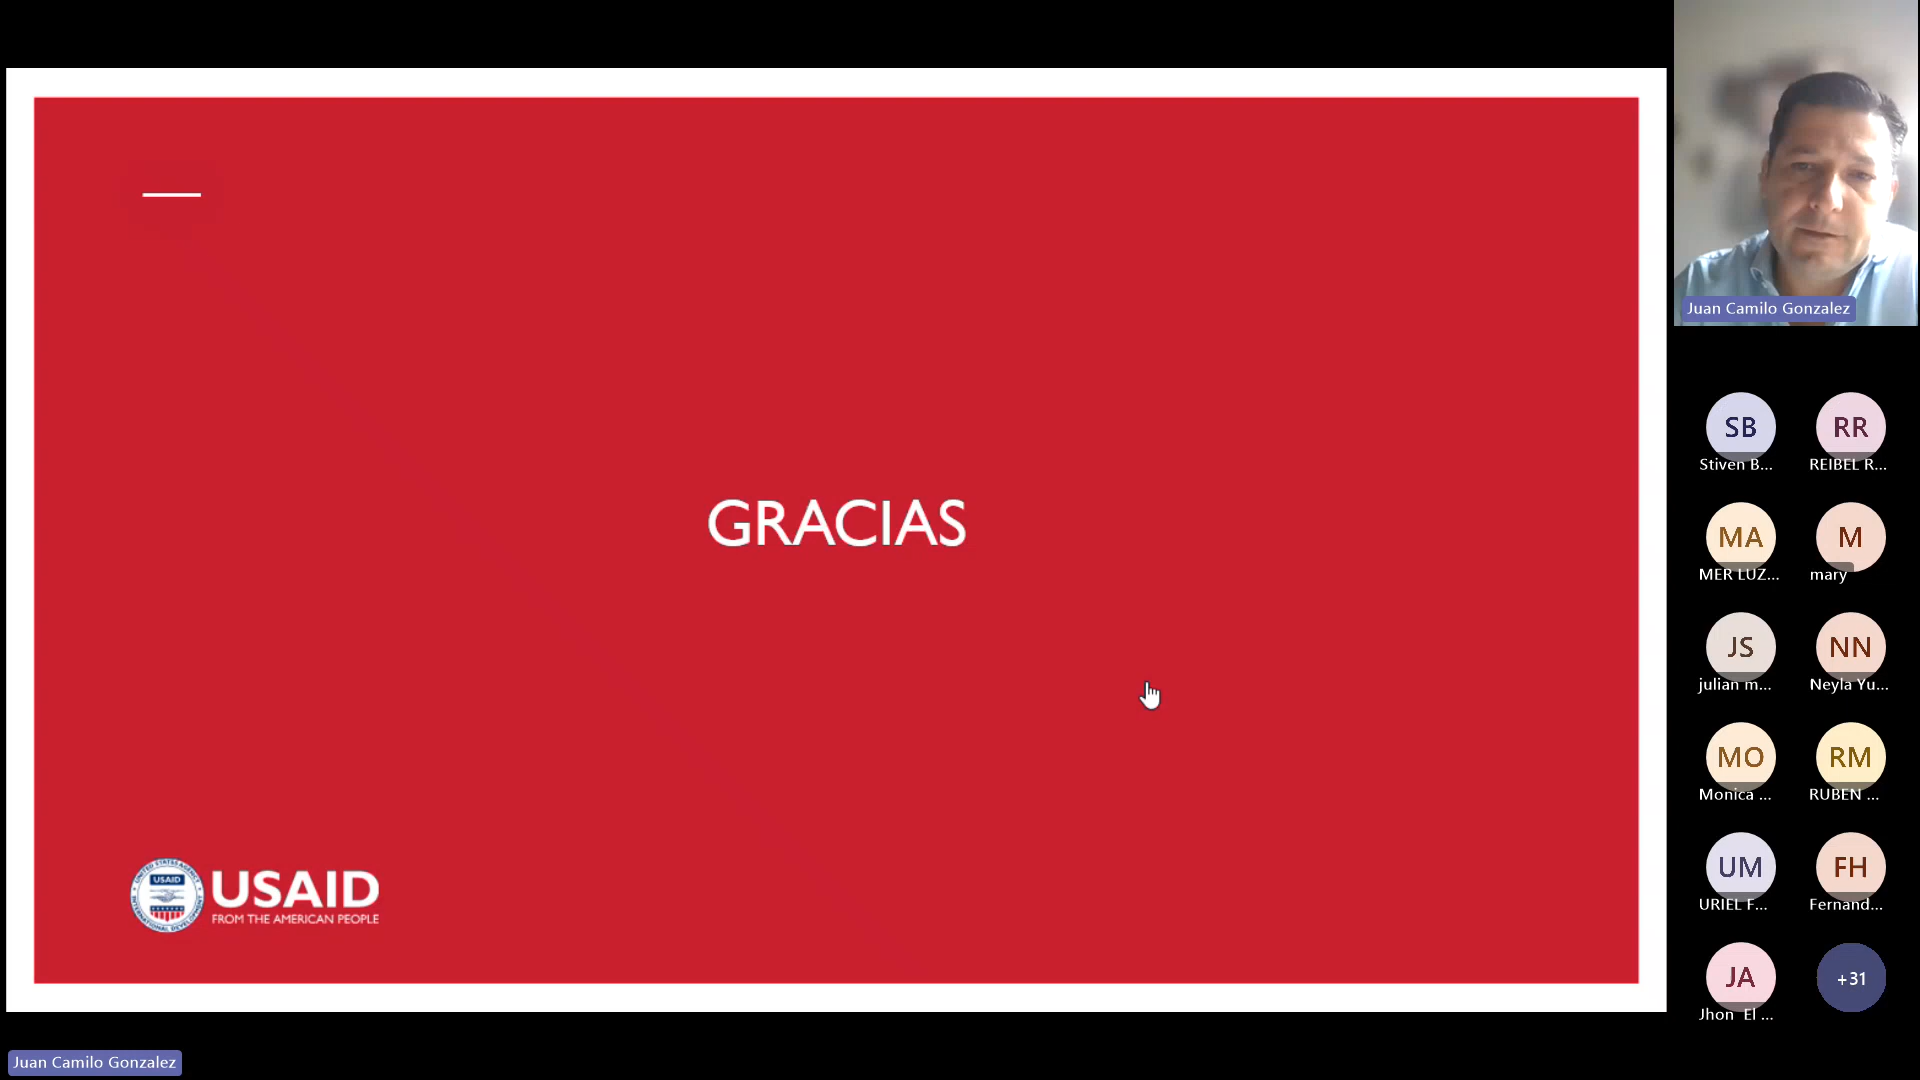 GRACIAS
USAID
USAID
FROM THE AMERICAN PEOPLE
Juan Camilo Gonzalez
SB
RR
Stiven B...
REIBEL R...
MA
M
MER LUZ...
mary
JS
NN
julian m...
Neyla Yu...
MO
RM
Monica ...
RUBEN ...
UM
FH
URIEL F...
Fernand...
JA
+31
Jhon El ...
Juan Camilo Gonzalez